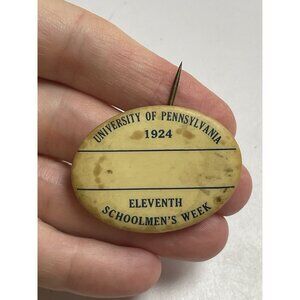 UNIVERSITY OF PENNSYLVANIA
1924
ELEVENTH
SCHOOLMEN'S WEEK